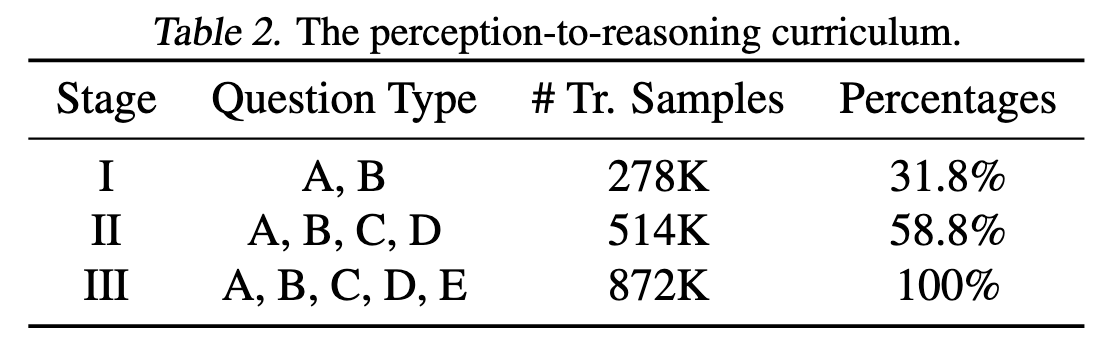 Table 2. The perception-to-reasoning curriculum.
Stage Question Type # Tr. Samples Percentages
I A, B 278K 31.8%
II A, B, C, D 514K 58.8%
III A, B, C, D, E 872K 100%